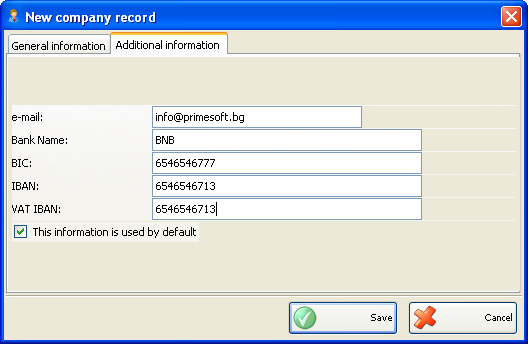 New company record
General information
Additional information
e-mail: info@primesoft.bg
Bank Name: BNB
BIC: 6546546777
IBAN: 6546546713
VAT IBAN: 6546546713
This information is used by default
Save Cancel